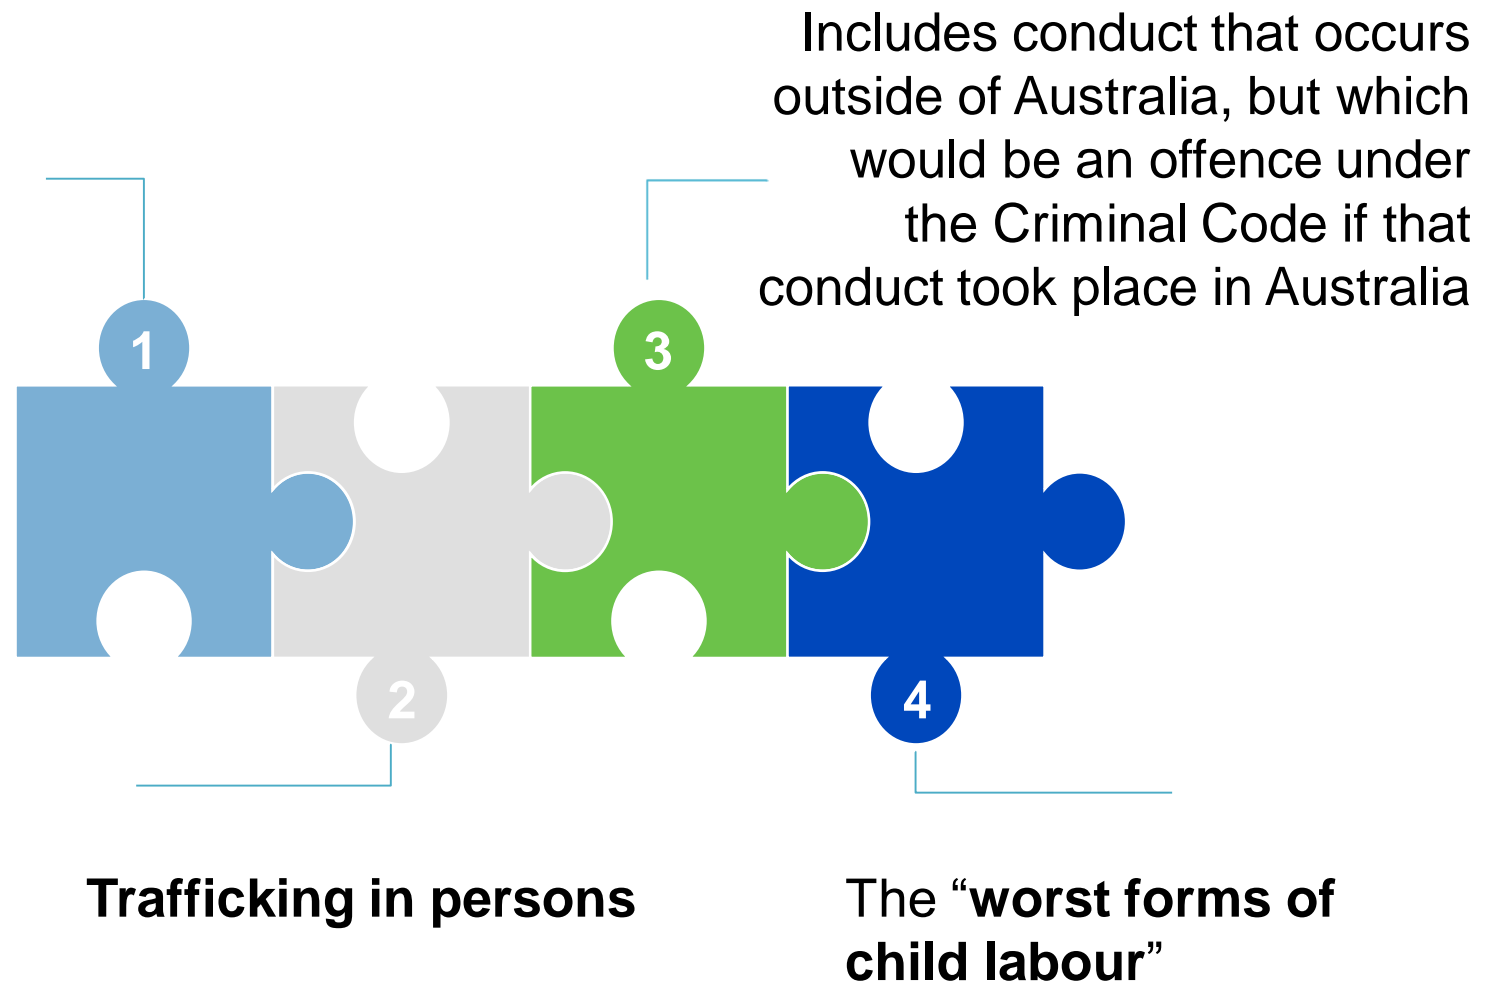 Includes conduct that occurs
outside of Australia, but which
would be an offence under
the Criminal Code if that
conduct took place in Australia
1
3
2
4
Trafficking in persons
The “worst forms of
child labour”